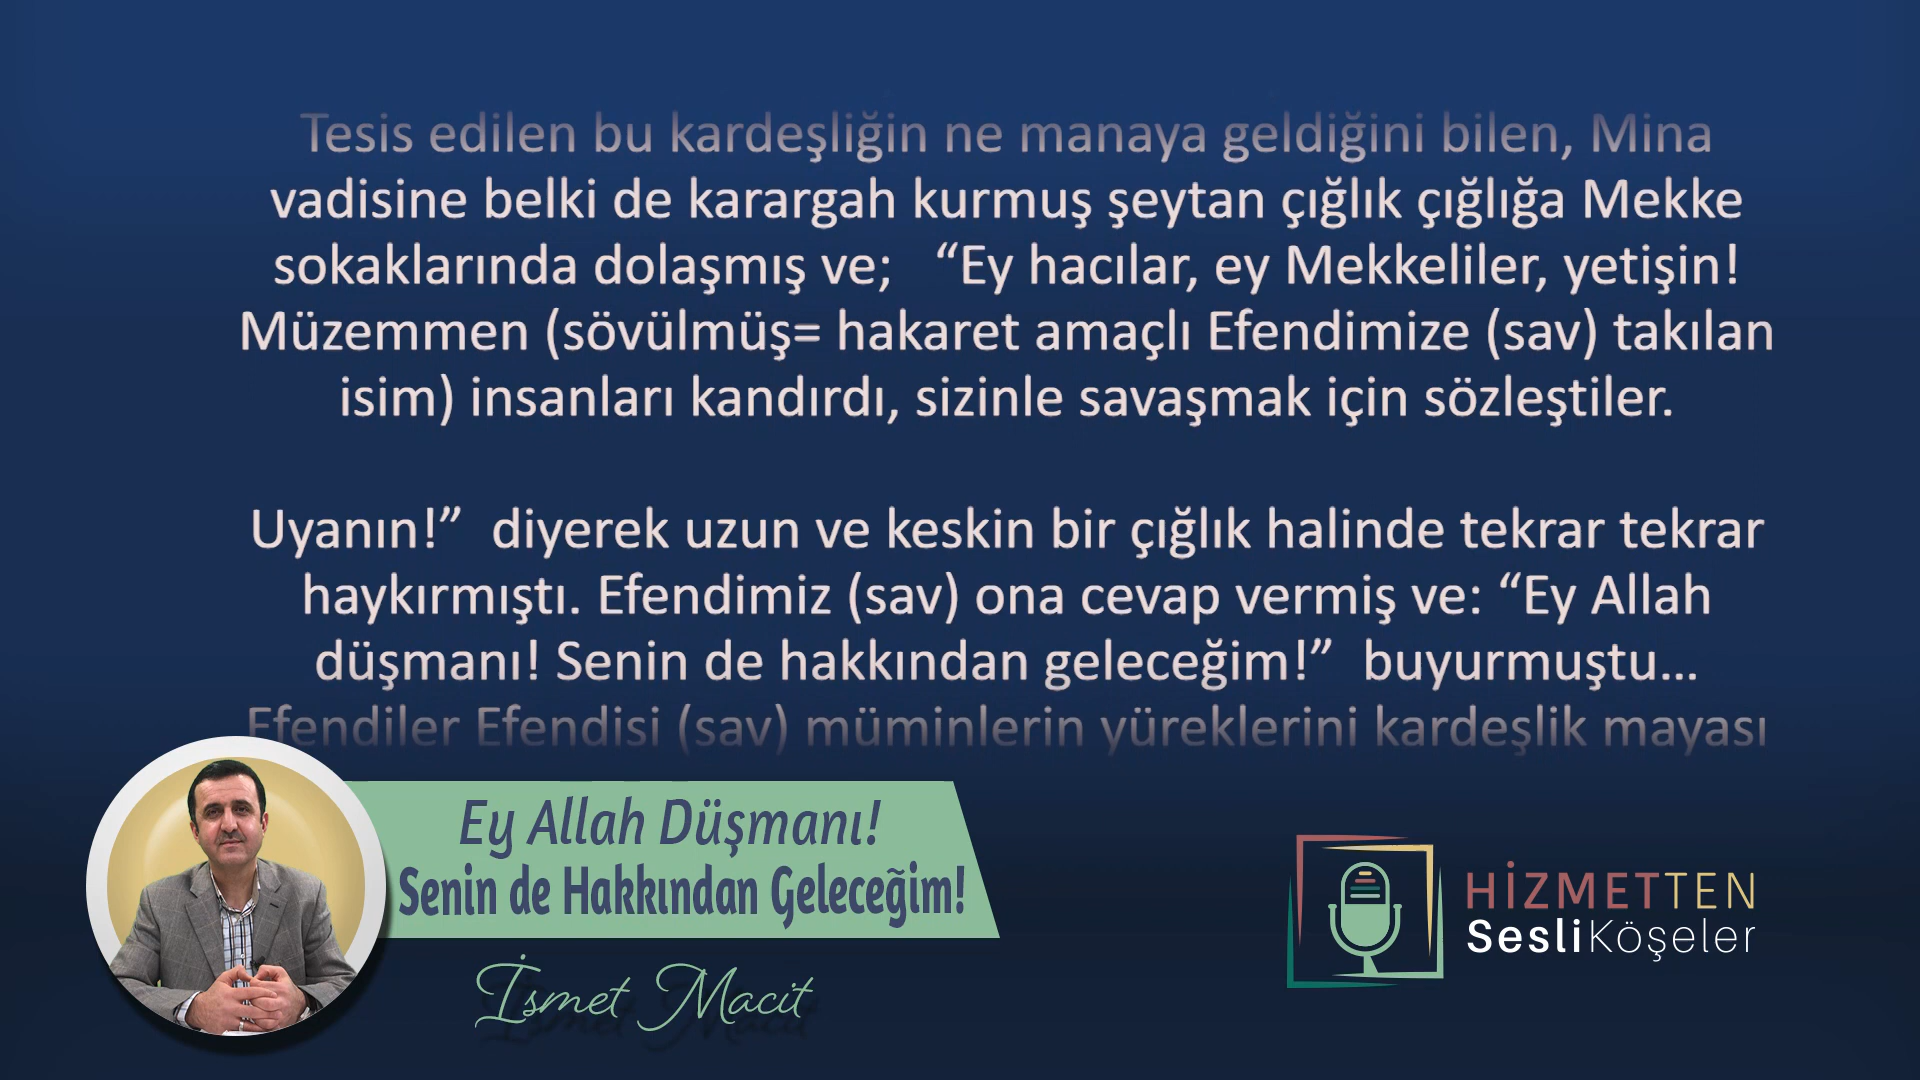 Tesis edilen bu kardeşliğin ne manaya geldiğini bilen, Mina
vadisine belki de karargah kurmuş şeytan çığlık çığlığa Mekke
sokaklarında dolaşmış ve;   “Ey hacılar, ey Mekkeliler, yetişin!
Müzemmen (sövülmüş= hakaret amaçlı Efendimize (sav) takılan
isim) insanları kandırdı, sizinle savaşmak için sözleştiler.
Uyanın!”  diyerek uzun ve keskin bir çığlık halinde tekrar tekrar
haykırmıştı. Efendimiz (sav) ona cevap vermiş ve: “Ey Allah
düşmanı! Senin de hakkından geleceğim!”  buyurmuştu...
Efendiler Efendisi (sav) müminlerin yüreklerini kardeşlik mayası
Ey Allah Düşmanı!
Senin de Hakkından Geleceğim!
İsmet Macit
HİZMETTEN
SesliKöşeler